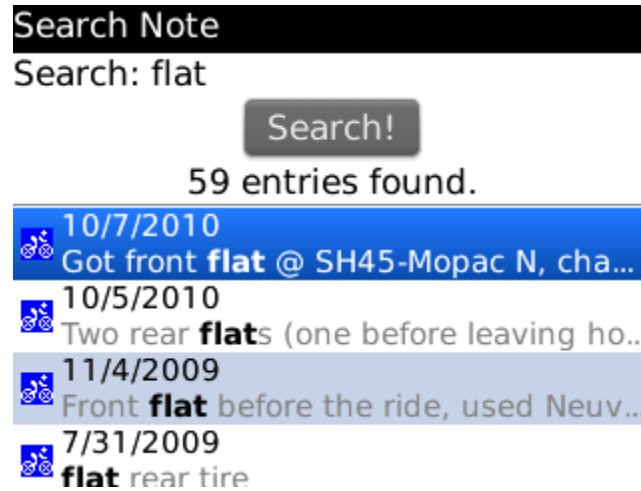 Search Note
Search: flat
Search!
59 entries found.
10/7/2010
Got front flat @ SH45-Mopac N, cha...
10/5/2010
Two rear flats (one before leaving ho...
11/4/2009
Front flat before the ride, used Neuv...
7/31/2009
flat rear tire